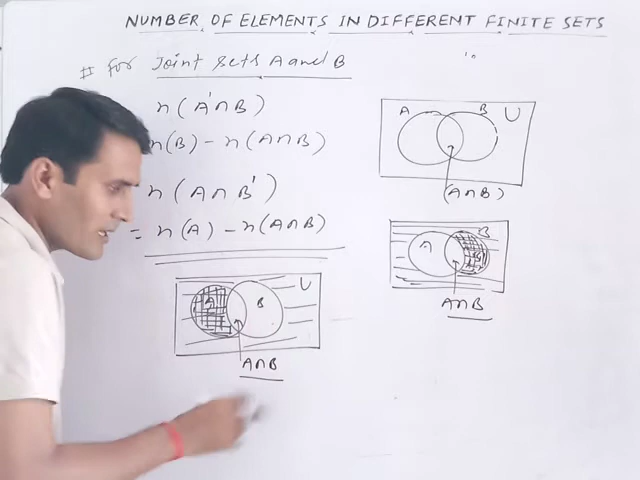 NUMBER OF ELEMENTS IN DIFFERENT FINITE SETS
# for Joint sets A and B
n(A'∩B)
n(B) - n(A∩B)
n(A∩B')
= n(A) - n(A∩B)
A B U
(A∩B)
A B
A∩B
A B U
A∩B